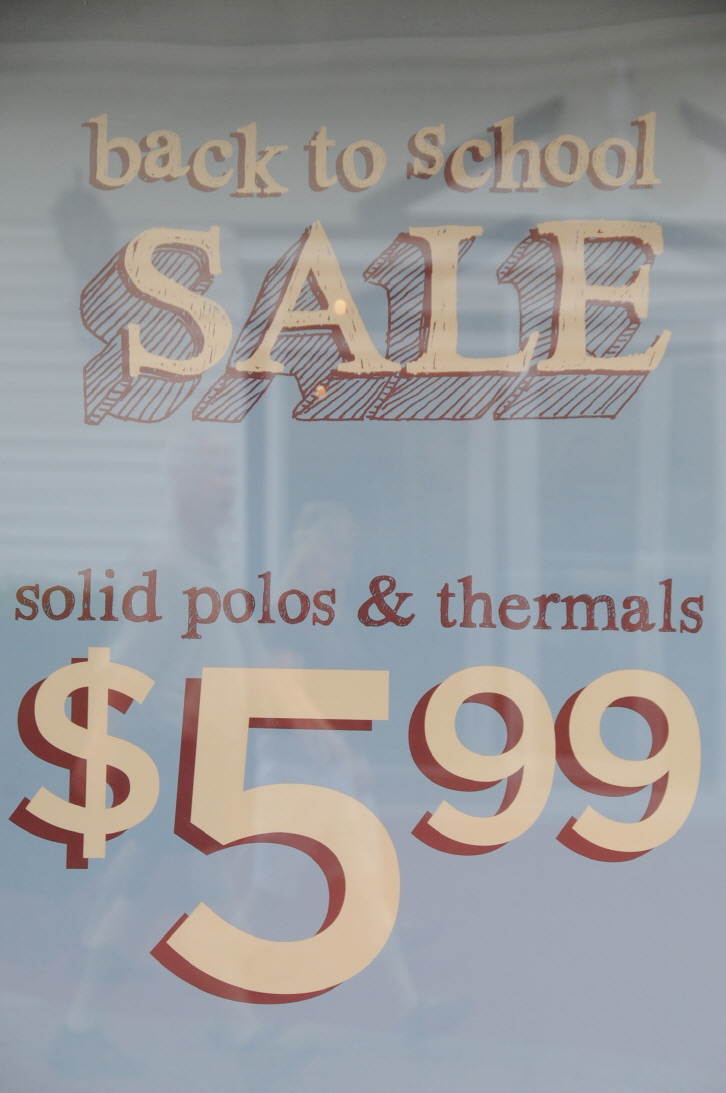 back to school
SALE
solid polos & thermals
$599